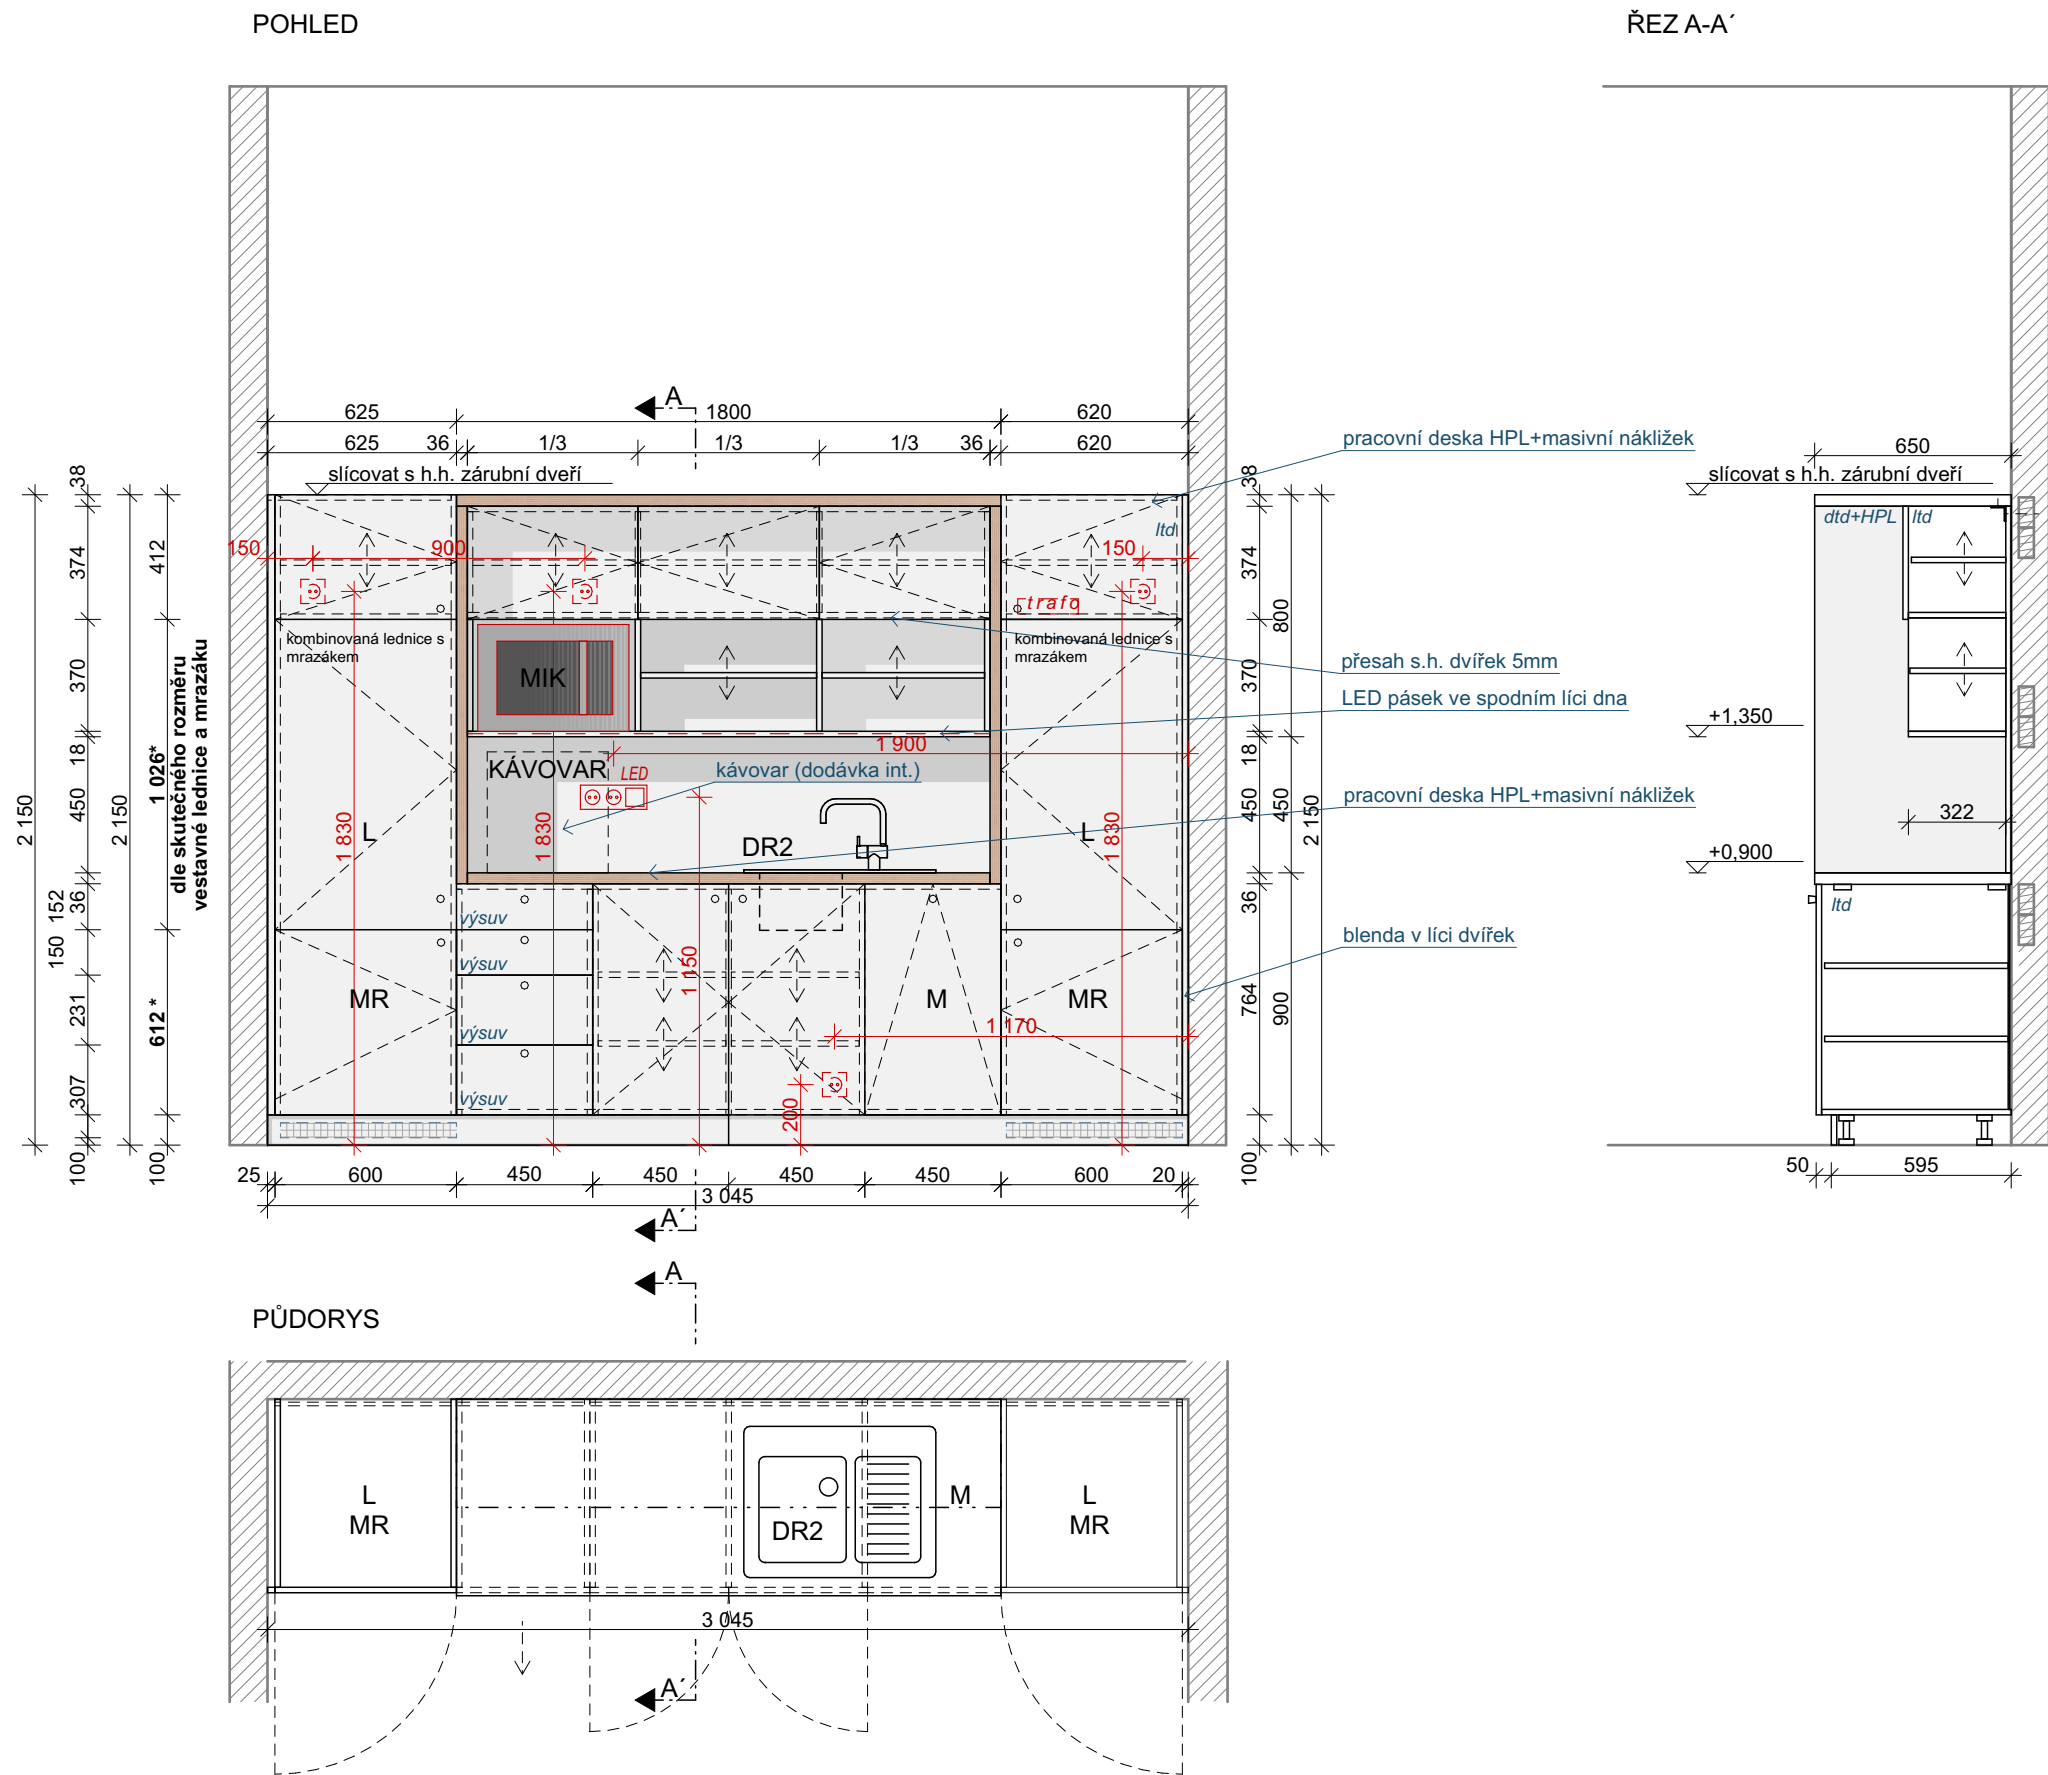 POHLED
ŘEZ A-A´
A
625
1800
620
625
36
1/3
1/3
1/3
36
620
slícovat s h.h. zárubní dveří
pracovní deska HPL+masivní nákližek
650
slícovat s h.h. zárubní dveří
dtd+HPL
ltd
ltd
150
900
150
trafo
kombinovaná lednice s
mrazákem
kombinovaná lednice s
mrazákem
MIK
přesah s.h. dvířek 5mm
LED pásek ve spodním líci dna
+1,350
1 900
KÁVOVAR
LED
kávovar (dodávka int.)
pracovní deska HPL+masivní nákližek
322
L
DR2
L
+0,900
1 830
1 830
1 150
1 830
ltd
výsuv
výsuv
výsuv
výsuv
blenda v líci dvířek
MR
M
MR
1 170
200
2 150
38
374
370
18
450
36
152
150
231
307
100
2 150
412
1 026*
dle skutečného rozměru
vestavné lednice a mrazáku
612 *
100
38
374
370
18
450
36
764
100
800
450
900
2 150
25
600
450
450
450
450
600
20
3 045
50
595
A´
A
PŮDORYS
L
MR
DR2
M
L
MR
3 045
A´